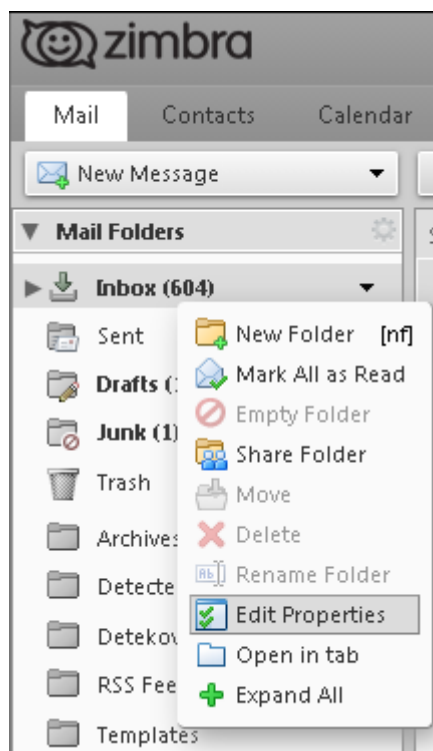 zimbra
Mail Contacts Calendar
New Message
Mail Folders
Inbox (604)
Sent
Drafts (
Junk (1)
Trash
Archives
Detecte
Detekov
RSS Fee
Templates
New Folder [nf]
Mark All as Read
Empty Folder
Share Folder
Move
Delete
Rename Folder
Edit Properties
Open in tab
Expand All